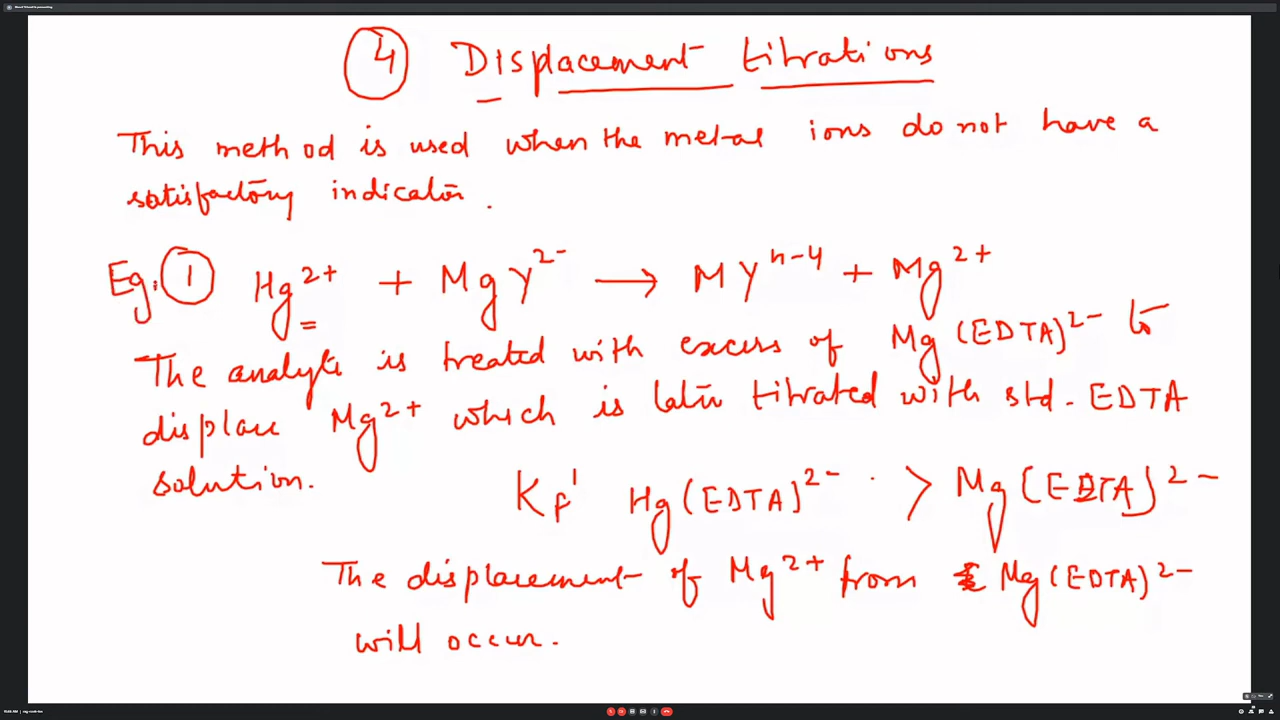 4 Displacement titrations
This method is used when the metal ions do not have a
satisfactory indicator.
Eg: 1 Hg²⁺ + MgY²⁻ → MYⁿ⁻⁴ + Mg²⁺
The analyte is treated with excess of Mg(EDTA)²⁻ to
displace Mg²⁺ which is later titrated with std. EDTA
solution.
Kf' Hg(EDTA)²⁻ > Mg(EDTA)²⁻
The displacement of Mg²⁺ from Mg(EDTA)²⁻
will occur.